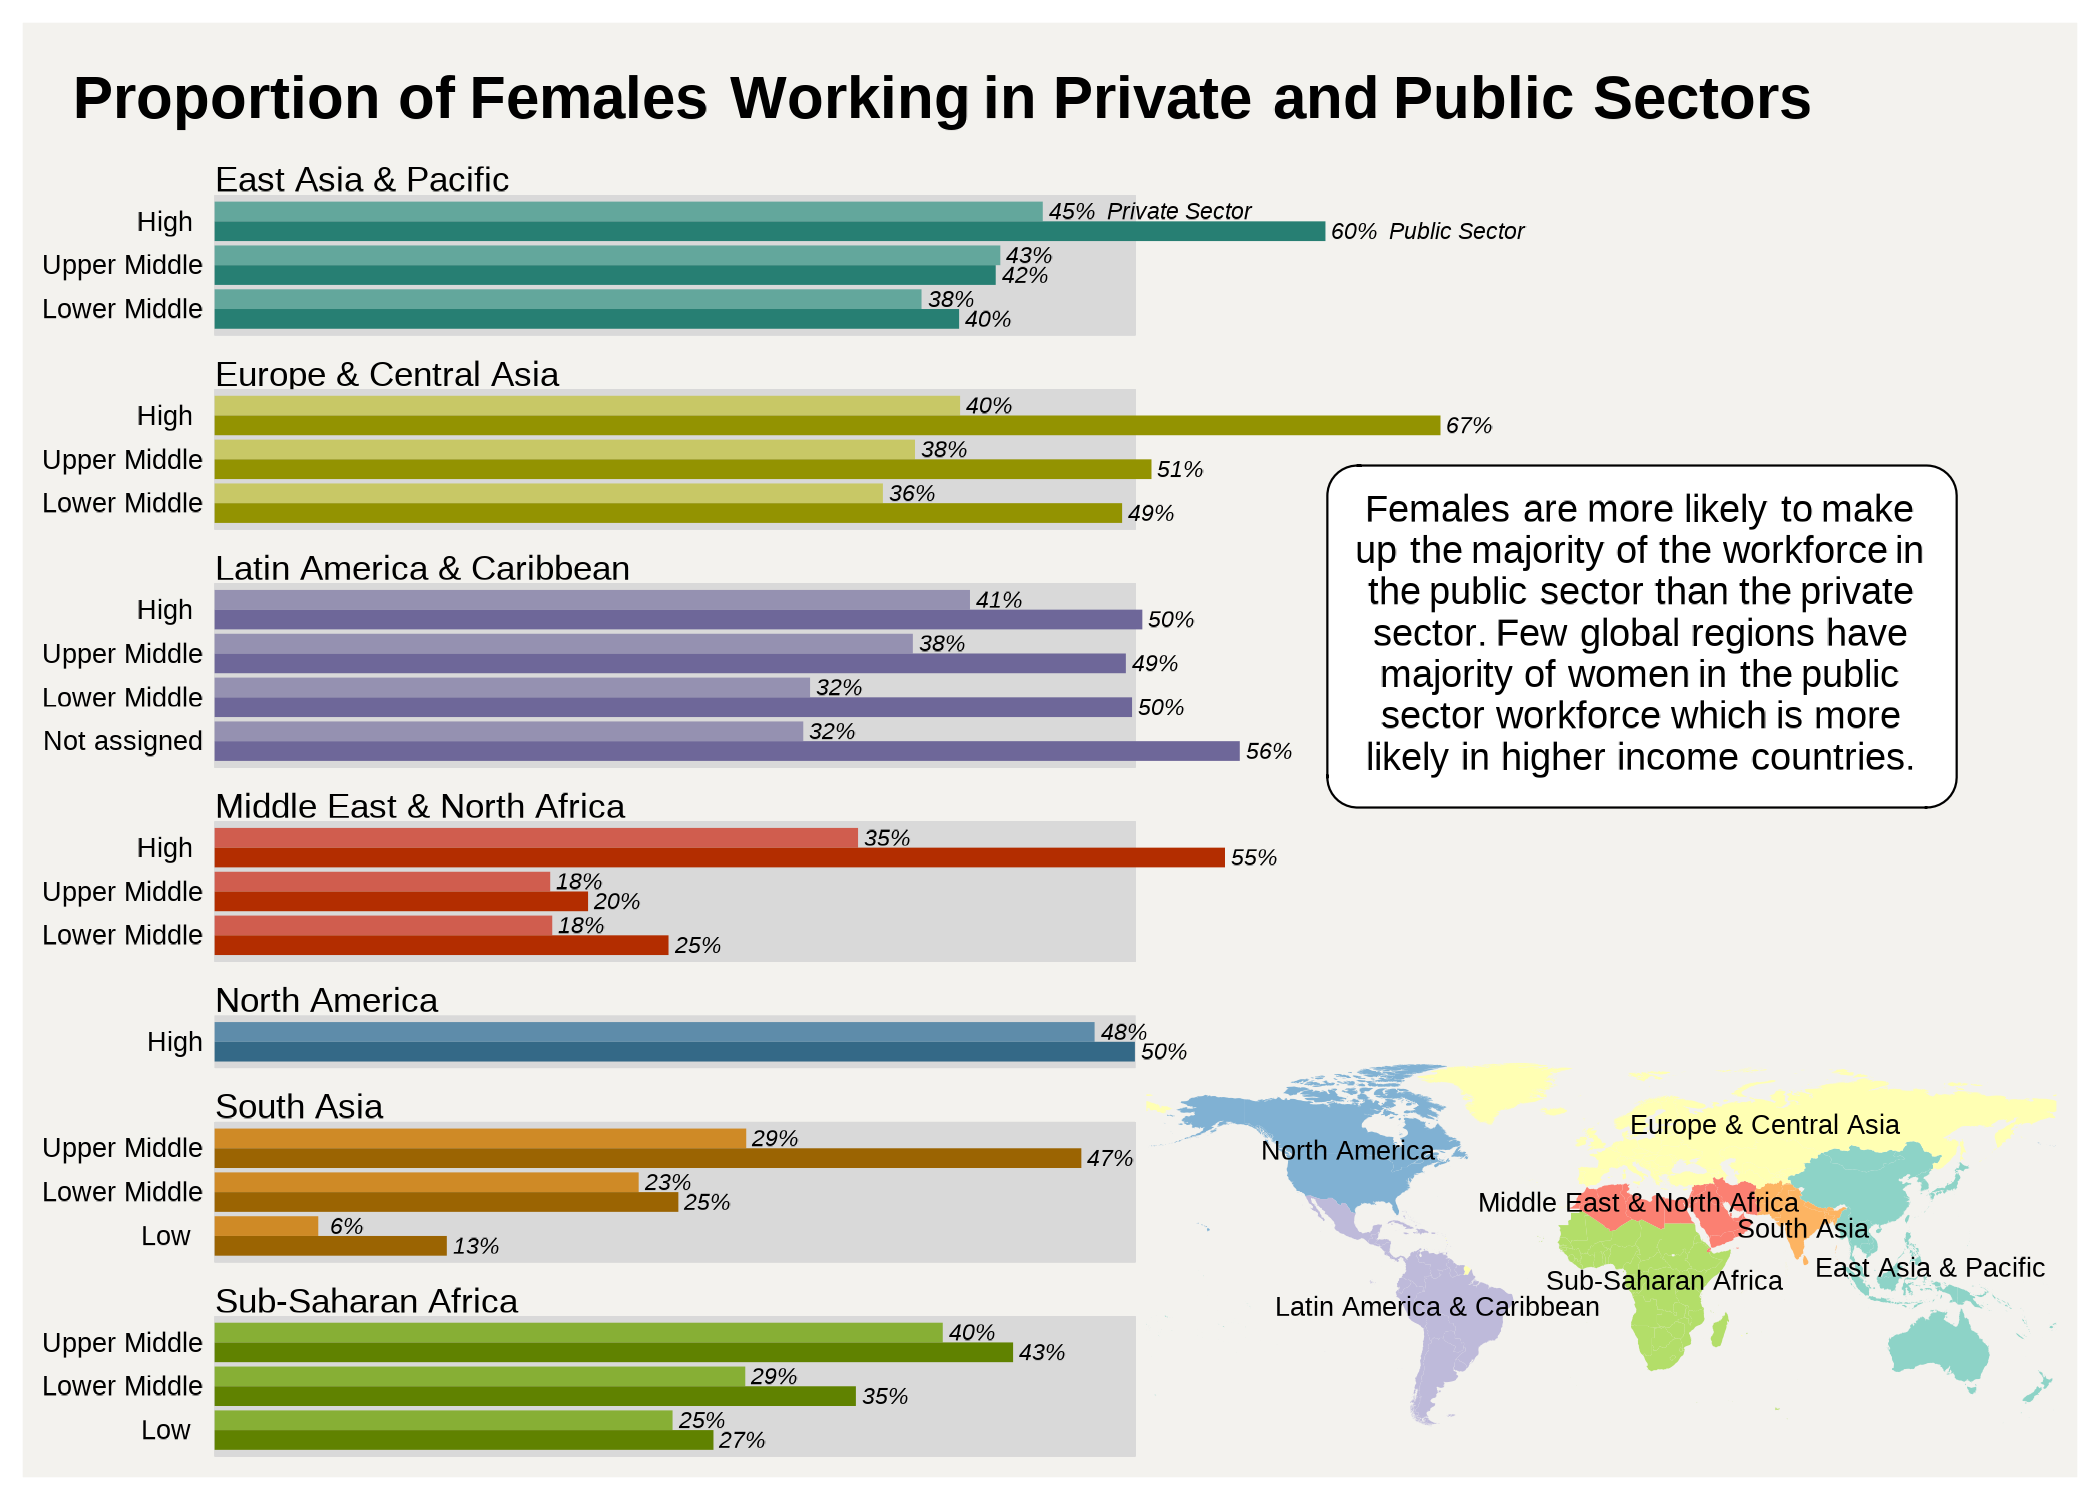 Proportion of Females Working in Private and Public Sectors
East Asia & Pacific
High
45% Private Sector
60% Public Sector
Upper Middle
43%
42%
Lower Middle
38%
40%
Europe & Central Asia
High
40%
67%
Upper Middle
38%
51%
Lower Middle
36%
49%
Females are more likely to make
up the majority of the workforce in
the public sector than the private
sector. Few global regions have
majority of women in the public
sector workforce which is more
likely in higher income countries.
Latin America & Caribbean
High
41%
50%
Upper Middle
38%
49%
Lower Middle
32%
50%
Not assigned
32%
56%
Middle East & North Africa
High
35%
55%
Upper Middle
18%
20%
Lower Middle
18%
25%
North America
High
48%
50%
South Asia
Upper Middle
29%
47%
Lower Middle
23%
25%
Low
6%
13%
Sub-Saharan Africa
Upper Middle
40%
43%
Lower Middle
29%
35%
Low
25%
27%
Europe & Central Asia
North America
Middle East & North Africa
South Asia
East Asia & Pacific
Sub-Saharan Africa
Latin America & Caribbean